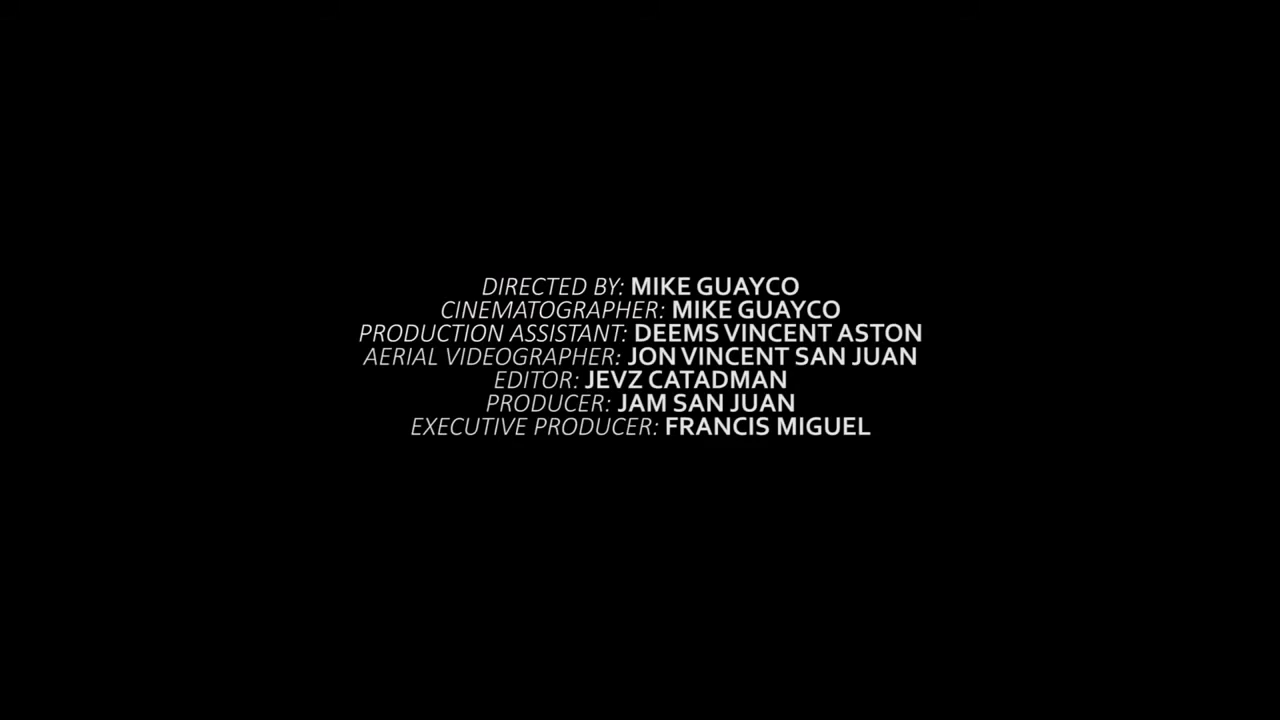 DIRECTED BY: MIKE GUAYCO
CINEMATOGRAPHER: MIKE GUAYCO
PRODUCTION ASSISTANT: DEEMS VINCENT ASTON
AERIAL VIDEOGRAPHER: JON VINCENT SAN JUAN
EDITOR: JEVZ CATADMAN
PRODUCER: JAM SAN JUAN
EXECUTIVE PRODUCER: FRANCIS MIGUEL